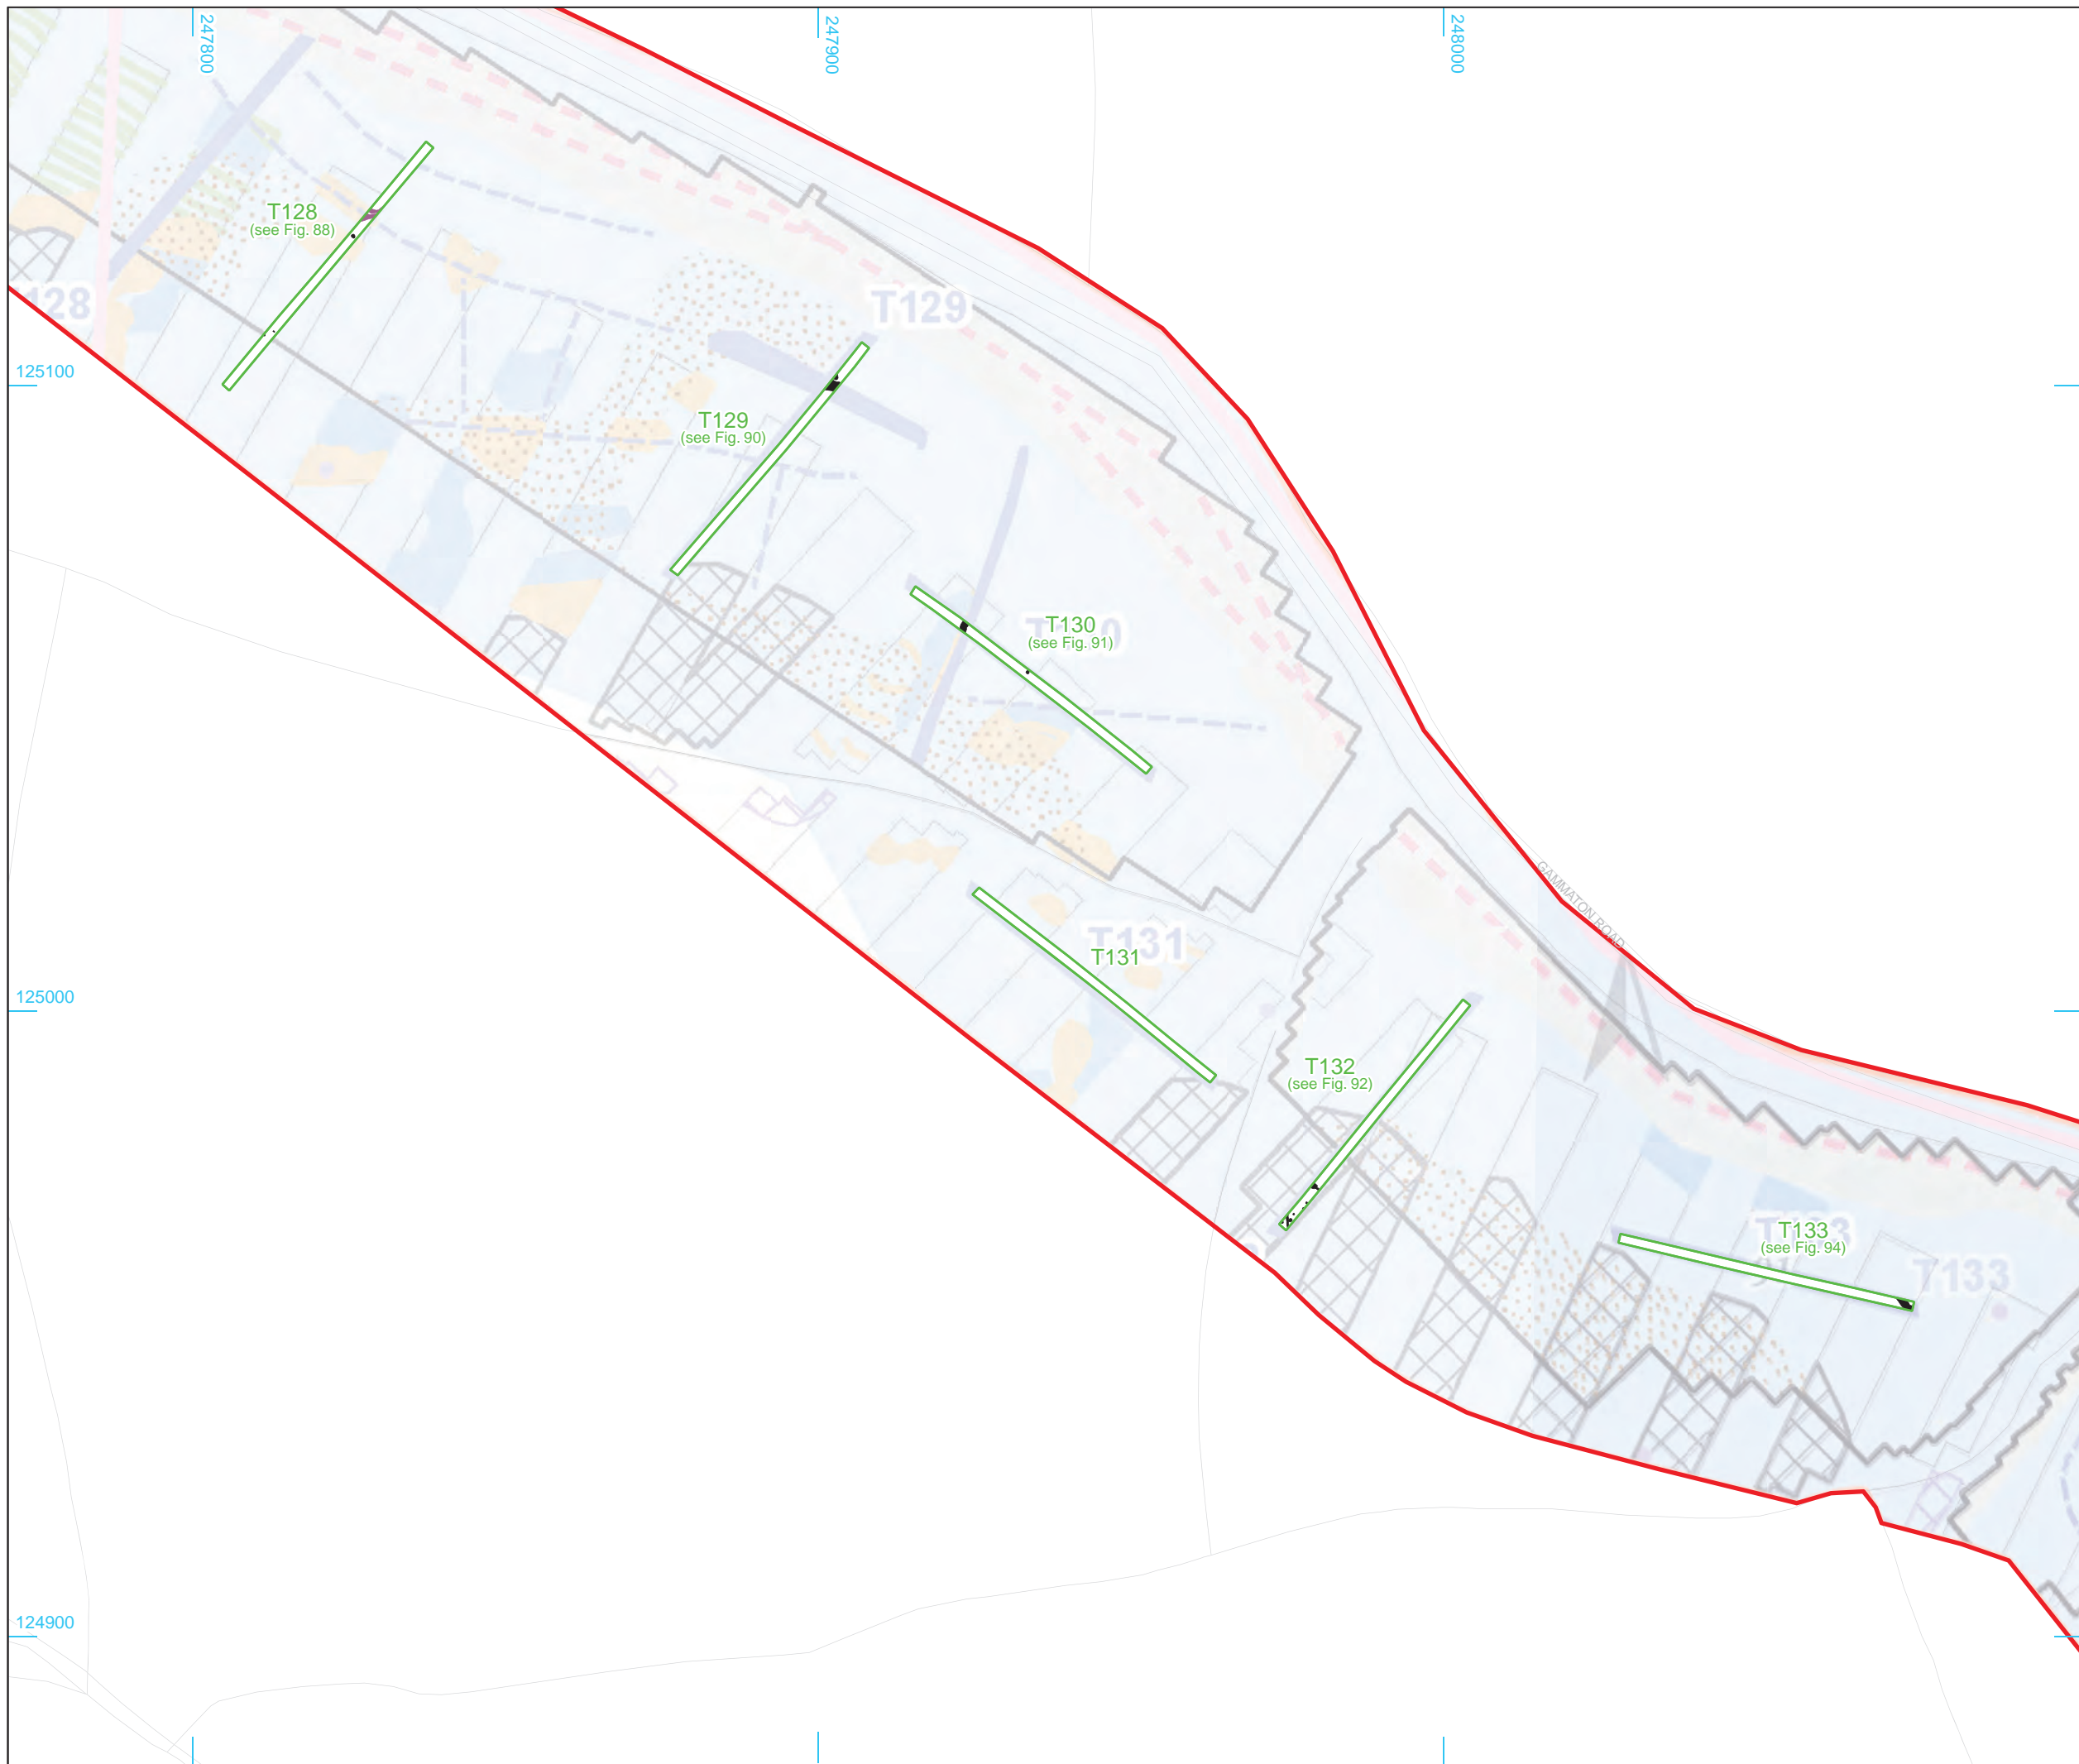 247800
247900
248000
T128
(see Fig. 88)
128
T129
125100
T129
(see Fig. 90)
T130
(see Fig. 91)
GAMMATON ROAD
T131
T131
125000
T132
(see Fig. 92)
T133
(see Fig. 94)
T133
124900